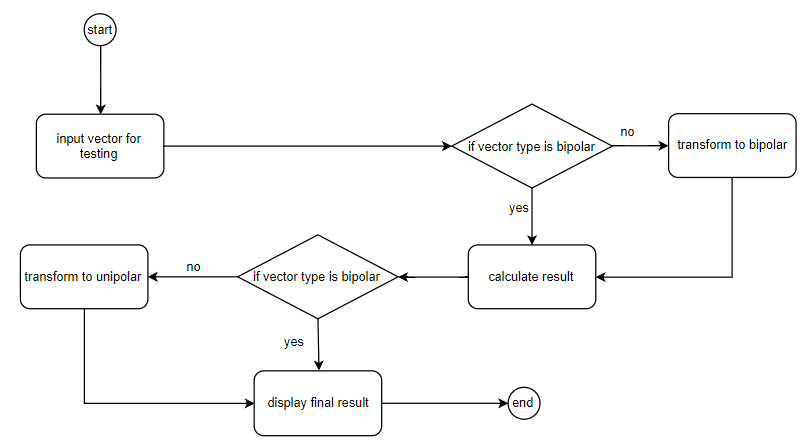 start
input vector for
testing
if vector type is bipolar
no
transform to bipolar
yes
calculate result
if vector type is bipolar
no
transform to unipolar
yes
display final result
end